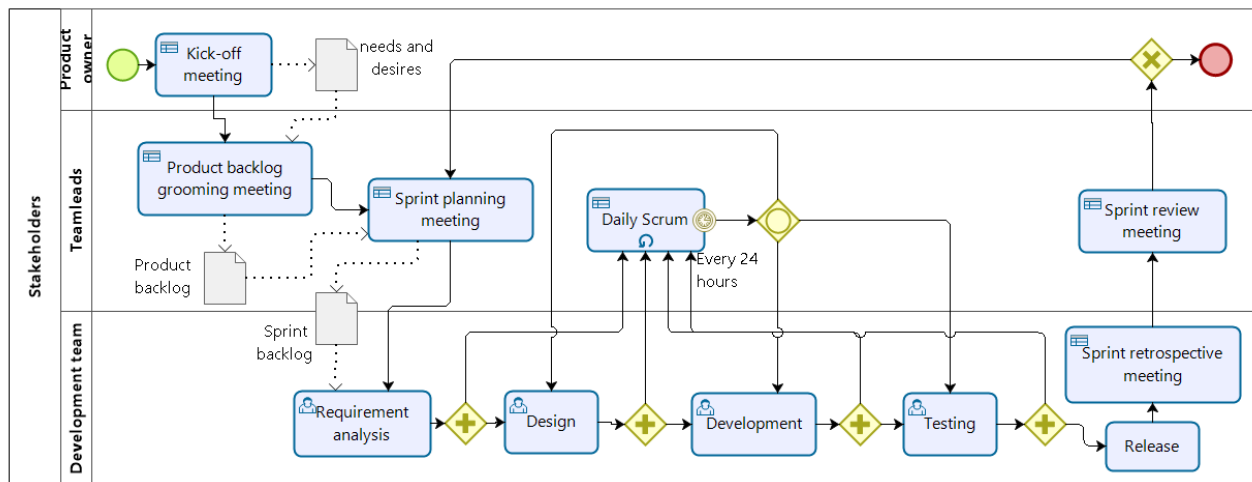 Stakeholders
Product
owner
Kick-off
meeting
needs and
desires
Teamleads
Product backlog
grooming meeting
Sprint planning
meeting
Daily Scrum
Every 24
hours
Sprint review
meeting
Product
backlog
Sprint
backlog
Development team
Requirement
analysis
Design
Development
Testing
Release
Sprint retrospective
meeting